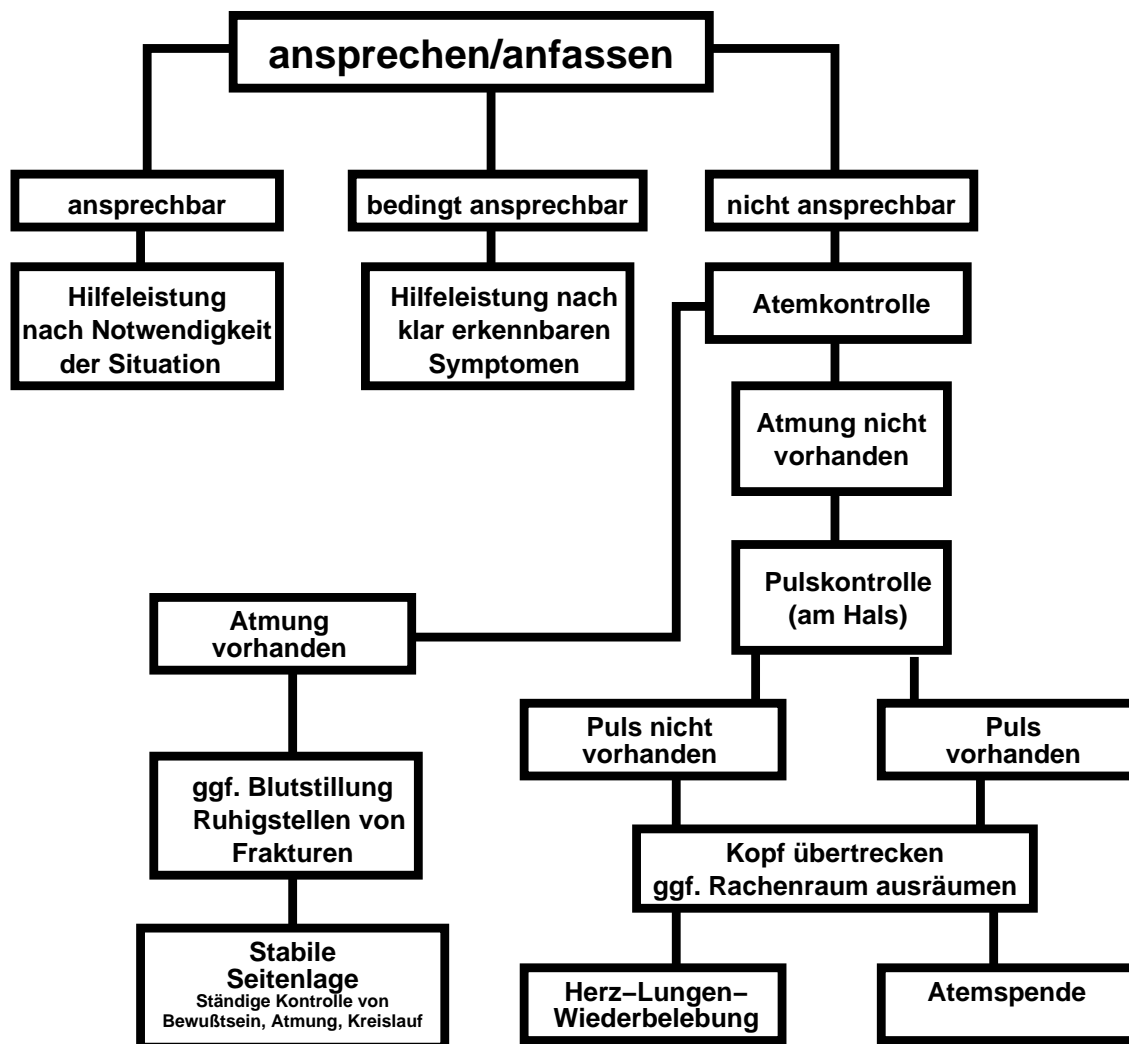 ansprechen/anfassen
ansprechbar
bedingt ansprechbar
nicht ansprechbar
Hilfeleistung
nach Notwendigkeit
der Situation
Hilfeleistung nach
klar erkennbaren
Symptomen
Atemkontrolle
Atmung nicht
vorhanden
Pulskontrolle
(am Hals)
Atmung
vorhanden
Puls nicht
vorhanden
Puls
vorhanden
ggf. Blutstillung
Ruhigstellen von
Frakturen
Kopf übertrecken
ggf. Rachenraum ausräumen
Stabile
Seitenlage
Ständige Kontrolle von
Bewußtsein, Atmung, Kreislauf
Herz–Lungen–
Wiederbelebung
Atemspende